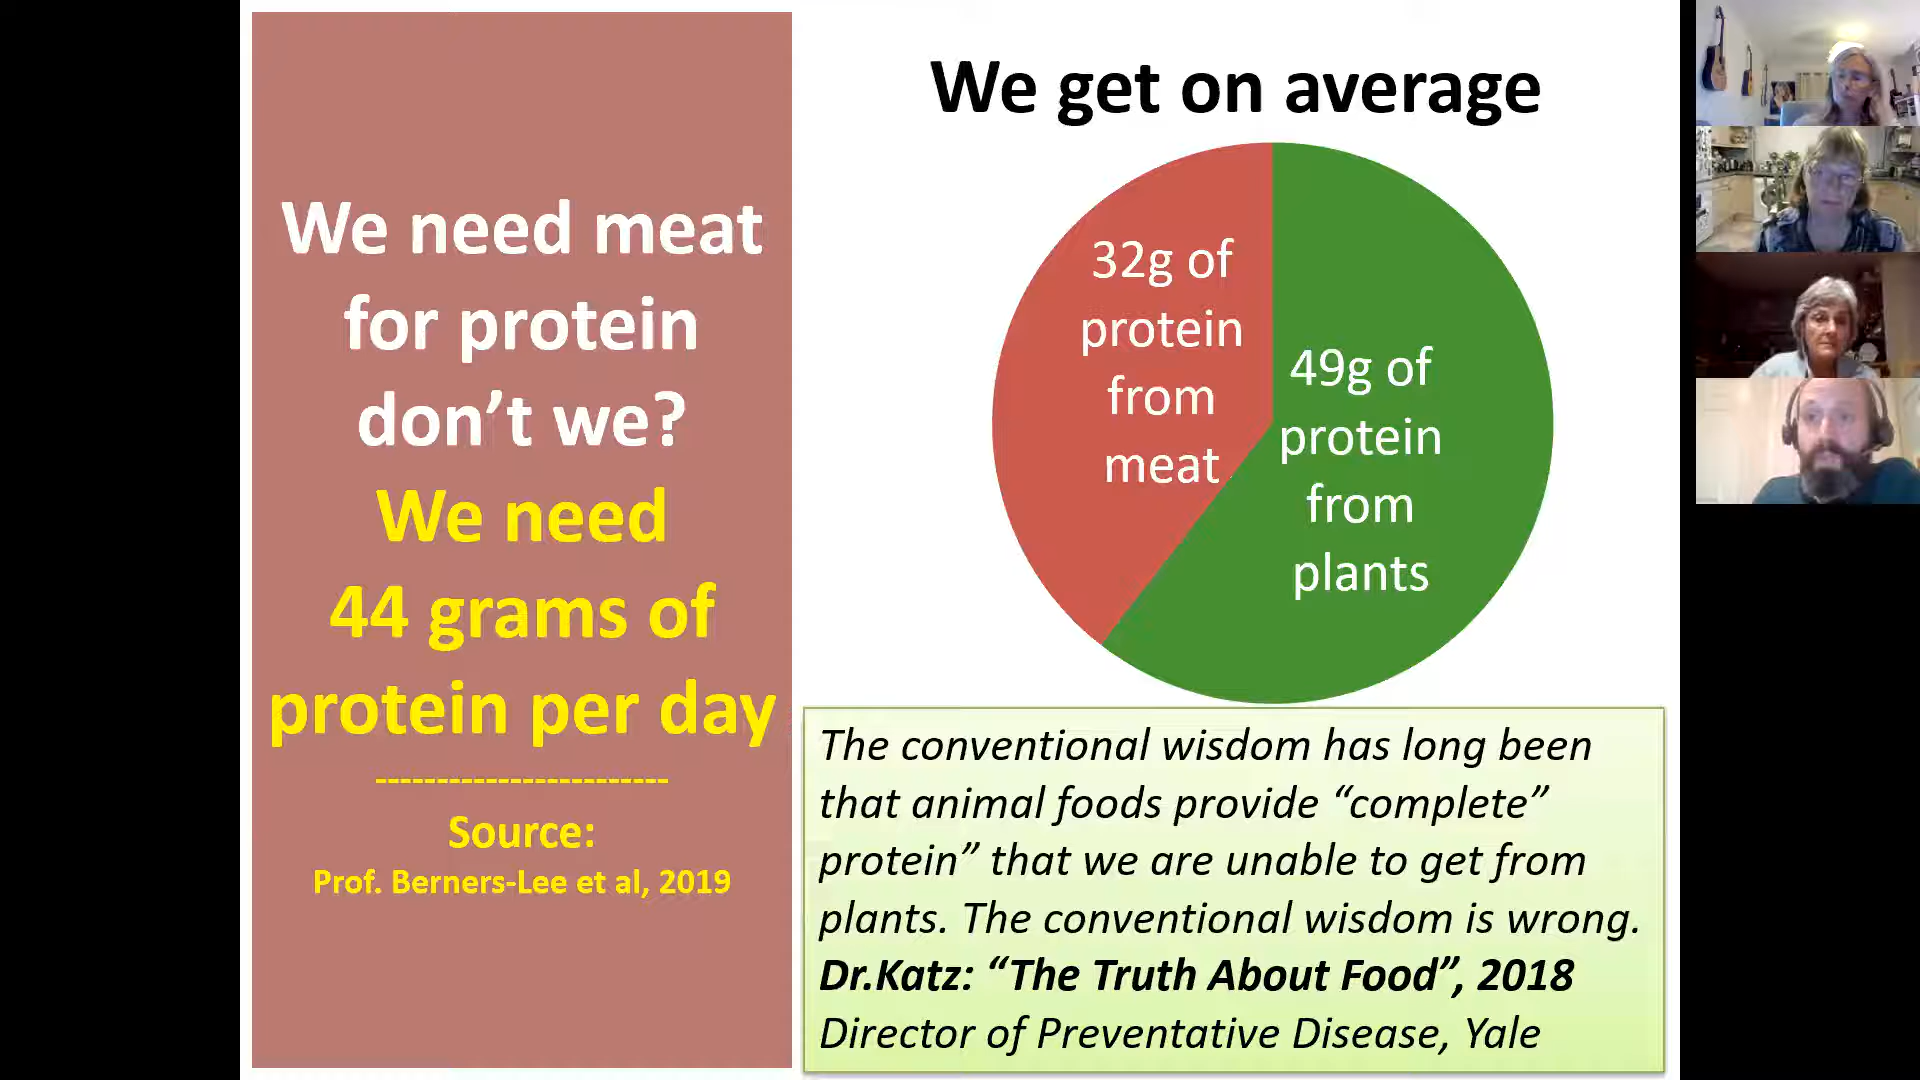 We need meat
for protein
don’t we?
We need
44 grams of
protein per day
------------------------
Source:
Prof. Berners-Lee et al, 2019
We get on average
32g of
protein
from
meat
49g of
protein
from
plants
The conventional wisdom has long been
that animal foods provide “complete”
protein” that we are unable to get from
plants. The conventional wisdom is wrong.
Dr.Katz: “The Truth About Food”, 2018
Director of Preventative Disease, Yale